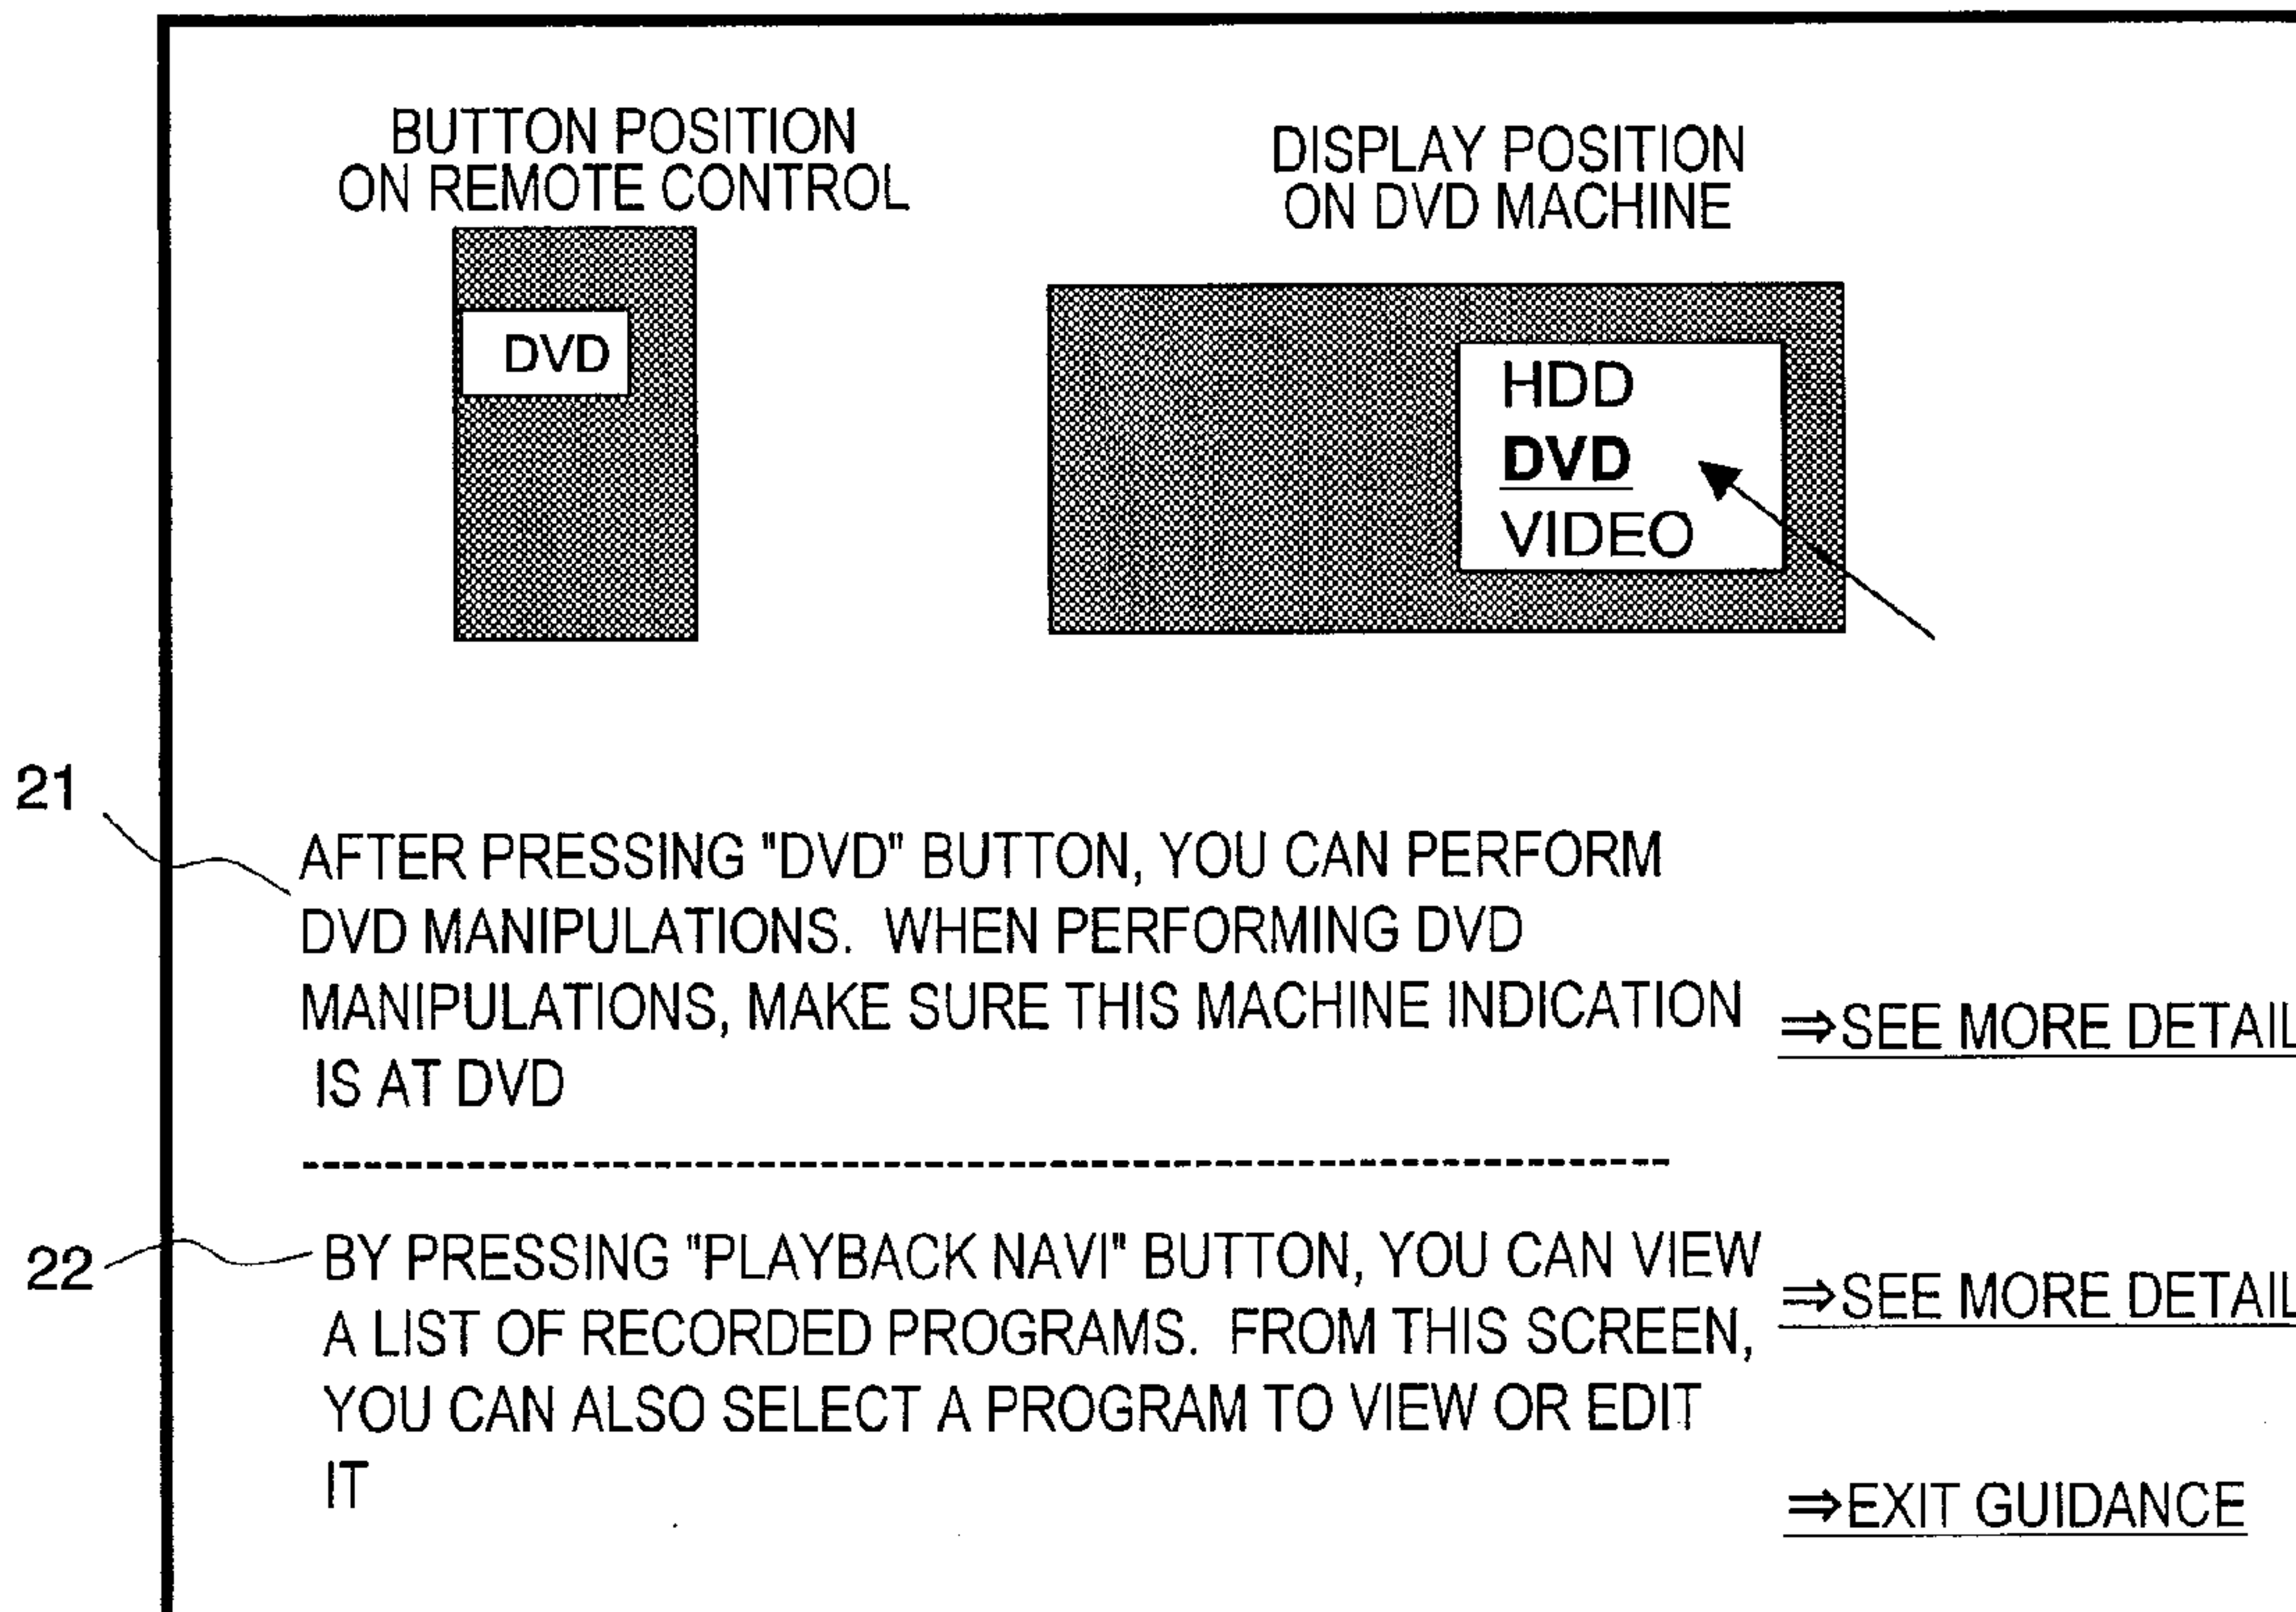 BUTTON POSITION
ON REMOTE CONTROL
DVD
DISPLAY POSITION
ON DVD MACHINE
HDD
DVD
VIDEO
21
AFTER PRESSING "DVD" BUTTON, YOU CAN PERFORM
DVD MANIPULATIONS. WHEN PERFORMING DVD
MANIPULATIONS, MAKE SURE THIS MACHINE INDICATION
IS AT DVD
⇒SEE MORE DETAIL
22
BY PRESSING "PLAYBACK NAVI" BUTTON, YOU CAN VIEW
A LIST OF RECORDED PROGRAMS. FROM THIS SCREEN,
YOU CAN ALSO SELECT A PROGRAM TO VIEW OR EDIT
IT
⇒SEE MORE DETAIL
⇒EXIT GUIDANCE